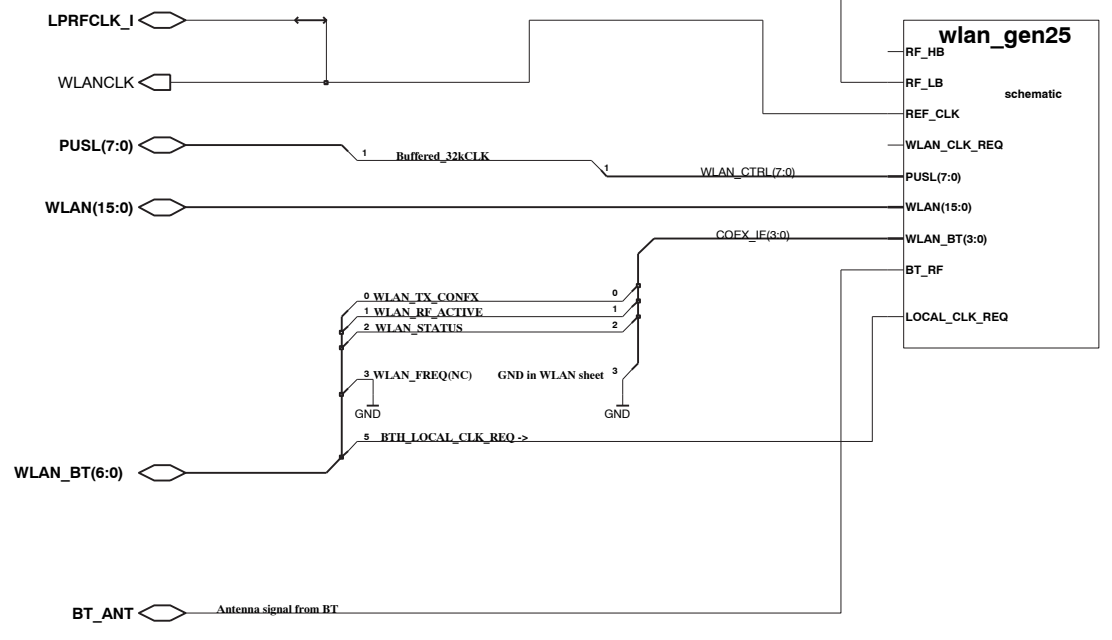 LPRFCLK_I
wlan_gen25
RF_HB
WLANCLK
RF_LB
schematic
REF_CLK
PUSL(7:0)
1
Buffered_32kCLK
WLAN_CLK_REQ
1
WLAN_CTRL(7:0)
PUSL(7:0)
WLAN(15:0)
WLAN(15:0)
COEX_IF(3:0)
WLAN_BT(3:0)
BT_RF
0 WLAN_TX_CONFX
0
1 WLAN_RF_ACTIVE
1
2 WLAN_STATUS
2
LOCAL_CLK_REQ
3 WLAN_FREQ(NC)
GND in WLAN sheet
3
GND
GND
5 BTH_LOCAL_CLK_REQ ->
WLAN_BT(6:0)
BT_ANT
Antenna signal from BT